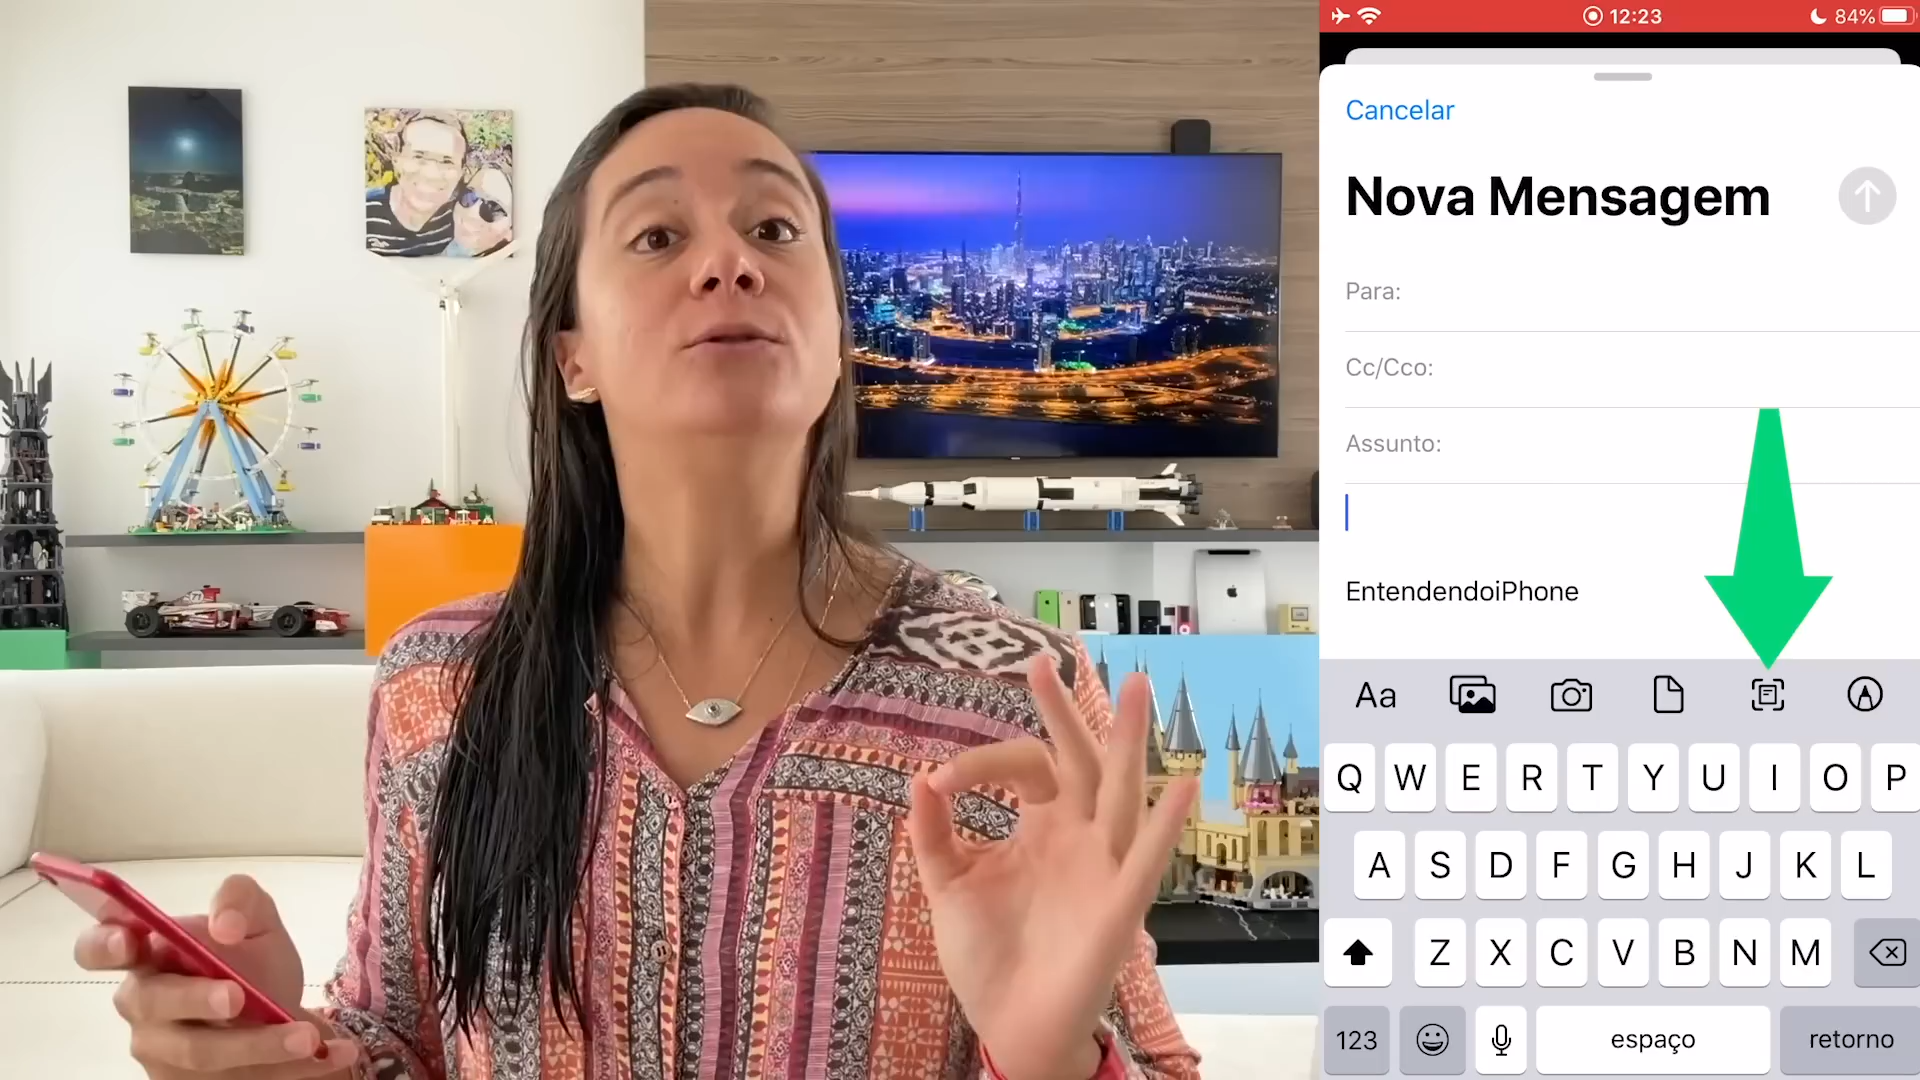 12:23
84%
Cancelar
Nova Mensagem
Para:
Cc/Cco:
Assunto:
EntendendoiPhone
Aa
Q W E R T Y U I O P
A S D F G H J K L
Z X C V B N M
123 espaço retorno